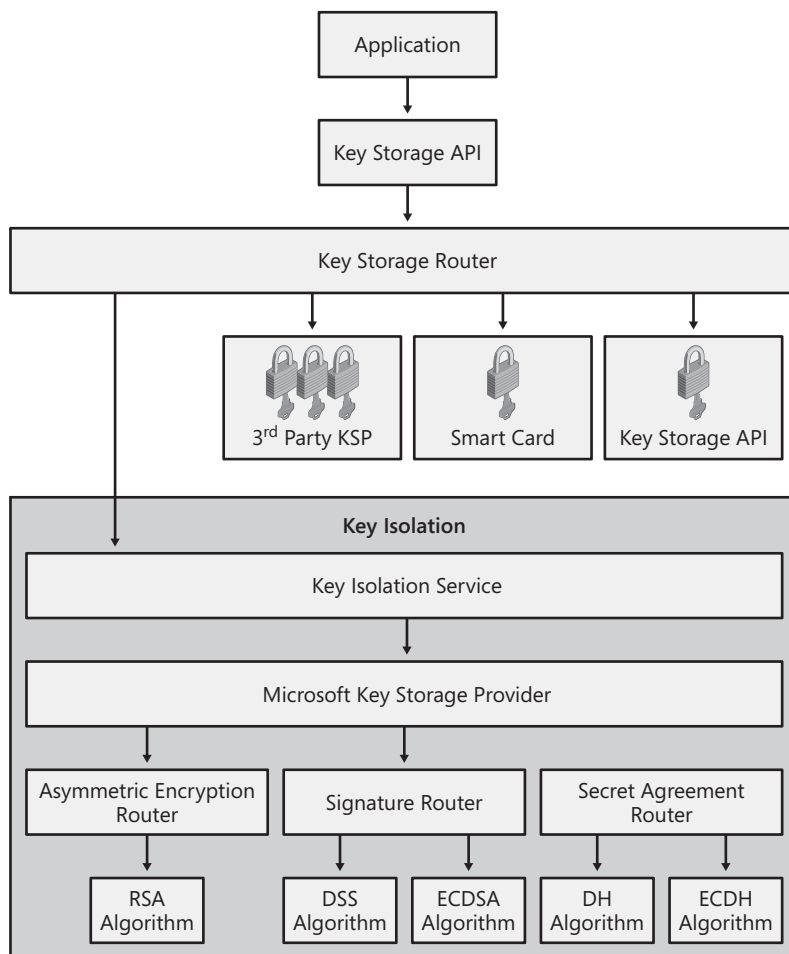 Application
Key Storage API
Key Storage Router
3rd Party KSP
Smart Card
Key Storage API
Key Isolation
Key Isolation Service
Microsoft Key Storage Provider
Asymmetric Encryption
Router
Signature Router
Secret Agreement
Router
RSA
Algorithm
DSS
Algorithm
ECDSA
Algorithm
DH
Algorithm
ECDH
Algorithm